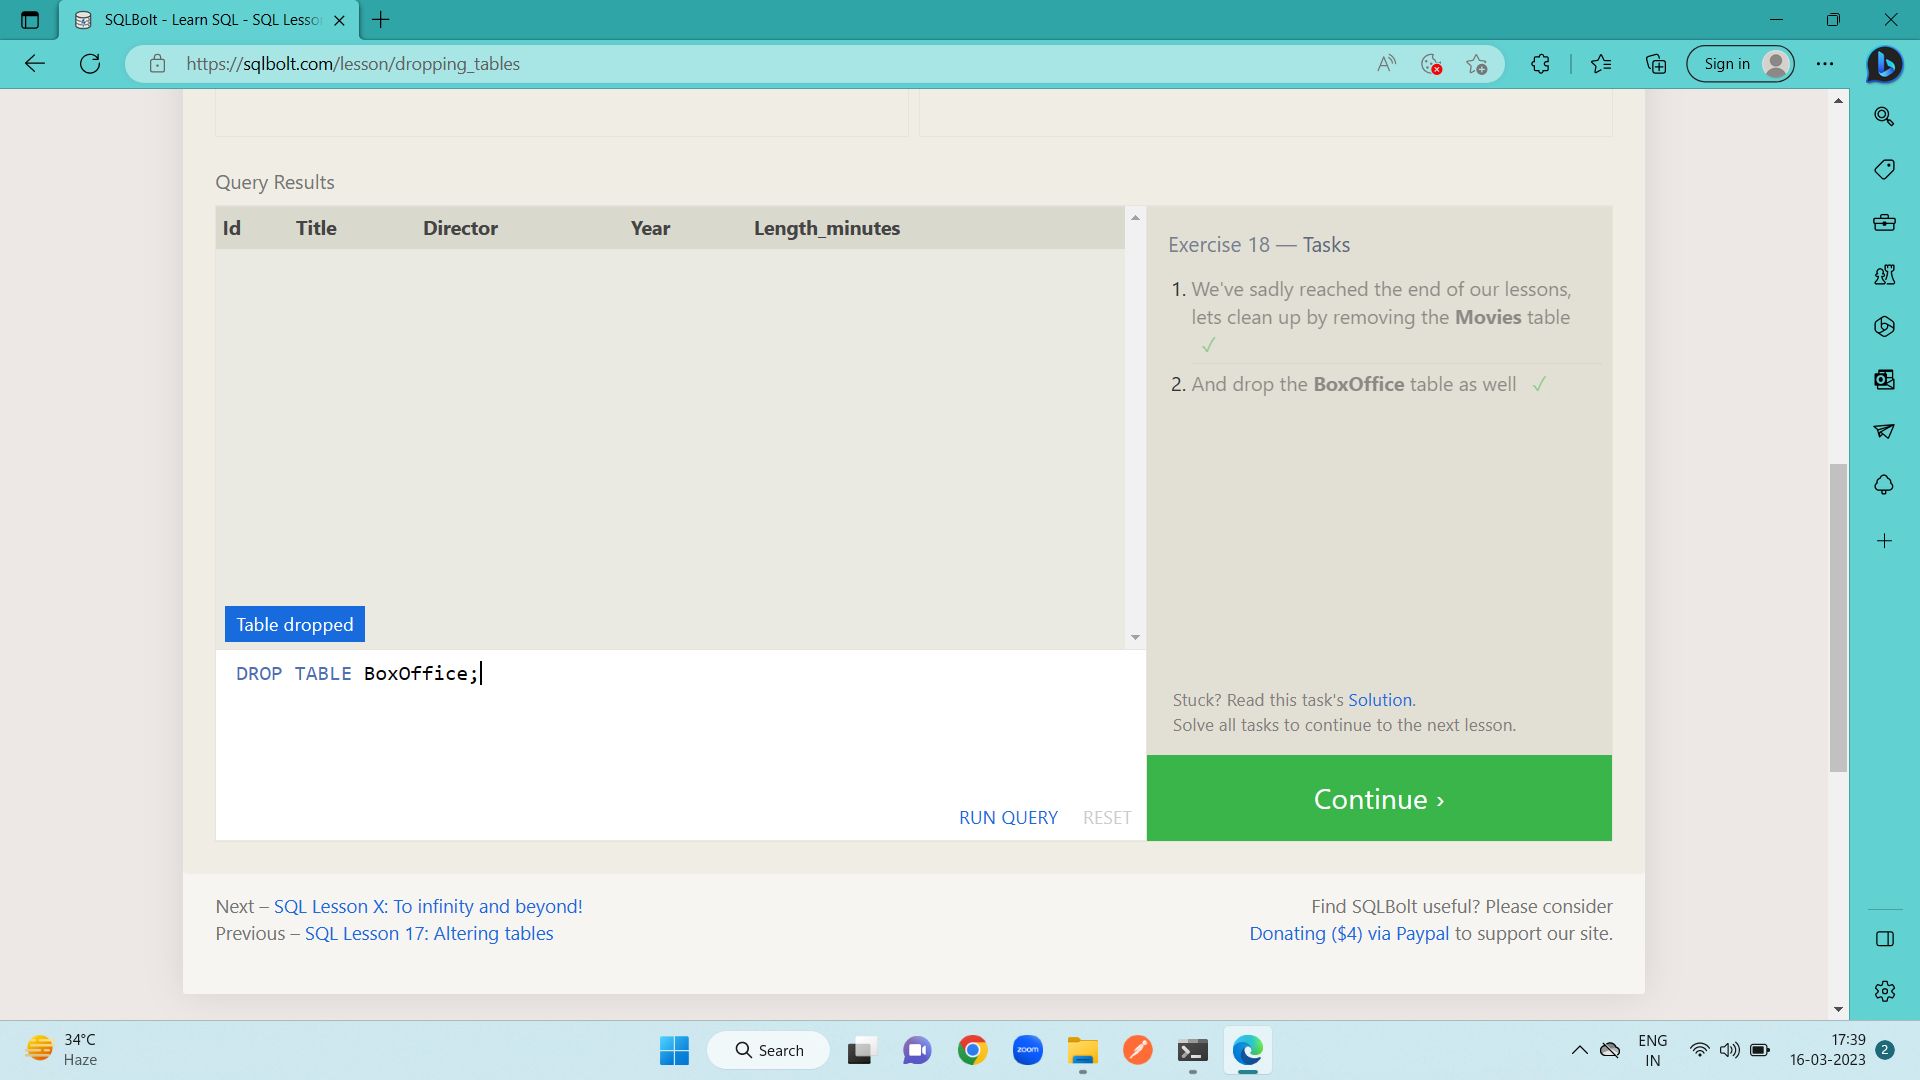 SQLBolt - Learn SQL - SQL Lesso
https://sqlbolt.com/lesson/dropping_tables
Sign in
Query Results
Id Title Director Year Length_minutes
Exercise 18 — Tasks
1. We've sadly reached the end of our lessons,
lets clean up by removing the Movies table
✓
2. And drop the BoxOffice table as well ✓
Table dropped
DROP TABLE BoxOffice;
Stuck? Read this task's Solution.
Solve all tasks to continue to the next lesson.
RUN QUERY RESET
Continue ›
Next – SQL Lesson X: To infinity and beyond!
Previous – SQL Lesson 17: Altering tables
Find SQLBolt useful? Please consider
Donating ($4) via Paypal to support our site.
34°C
Haze
Search
zoom
ENG
IN
17:39
16-03-2023
2